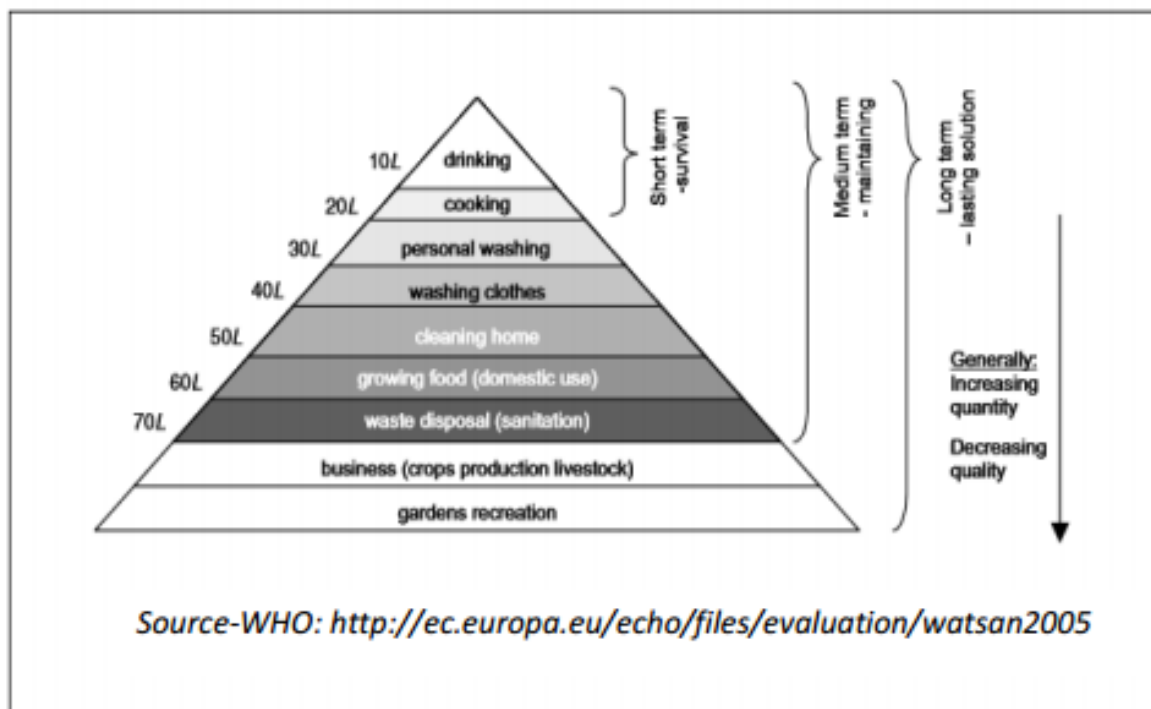 10L
drinking
20L
cooking
30L
personal washing
40L
washing clothes
50L
cleaning home
60L
growing food (domestic use)
70L
waste disposal (sanitation)
business (crops production livestock)
gardens recreation
Short term
-survival
Medium term
- maintaining
Long term
– lasting solution
Generally:
Increasing
quantity
Decreasing
quality
Source-WHO: http://ec.europa.eu/echo/files/evaluation/watsan2005